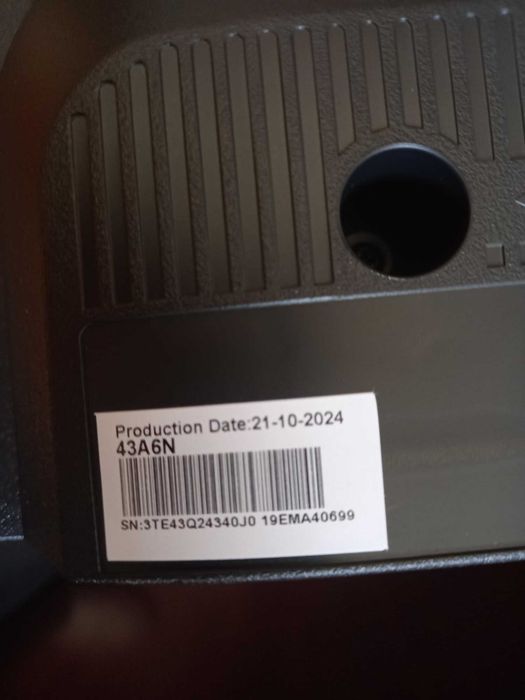 Production Date:21-10-2024
43A6N
SN:3TE43Q24340J0 19EMA40699